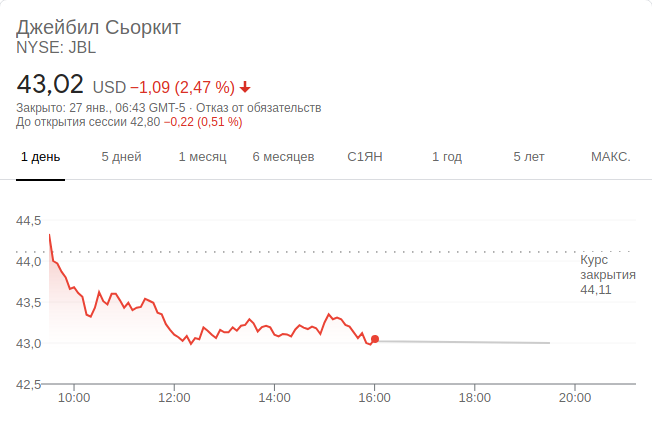 Джейбил Сьоркит
NYSE: JBL
43,02 USD −1,09 (2,47 %)
Закрыто: 27 янв., 06:43 GMT-5 · Отказ от обязательств
До открытия сессии 42,80 −0,22 (0,51 %)
1 день 5 дней 1 месяц 6 месяцев С1ЯН 1 год 5 лет МАКС.
44,5
44,0
43,5
43,0
42,5
Курс
закрытия
44,11
10:00 12:00 14:00 16:00 18:00 20:00